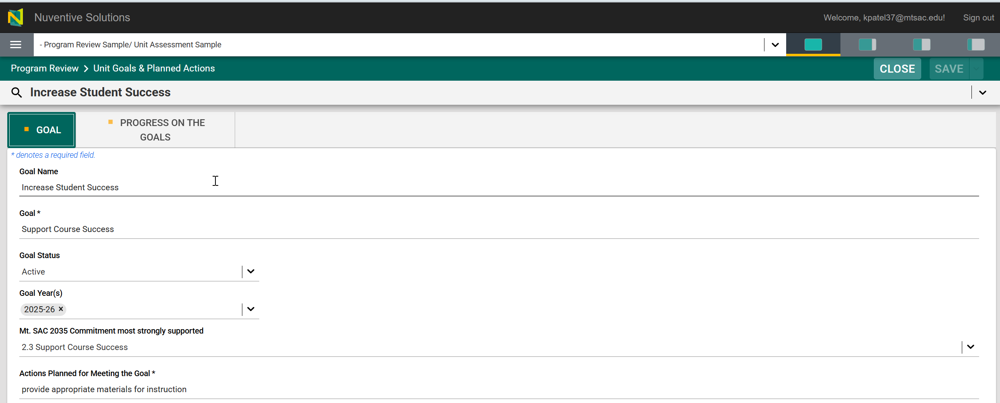 Nuventive Solutions
Welcome, kpatel37@mtsac.edu!
Sign out
- Program Review Sample/ Unit Assessment Sample
Program Review > Unit Goals & Planned Actions
CLOSE
SAVE
Increase Student Success
GOAL
PROGRESS ON THE
GOALS
* denotes a required field.
Goal Name
Increase Student Success
Goal *
Support Course Success
Goal Status
Active
Goal Year(s)
2025-26 ×
Mt. SAC 2035 Commitment most strongly supported
2.3 Support Course Success
Actions Planned for Meeting the Goal *
provide appropriate materials for instruction